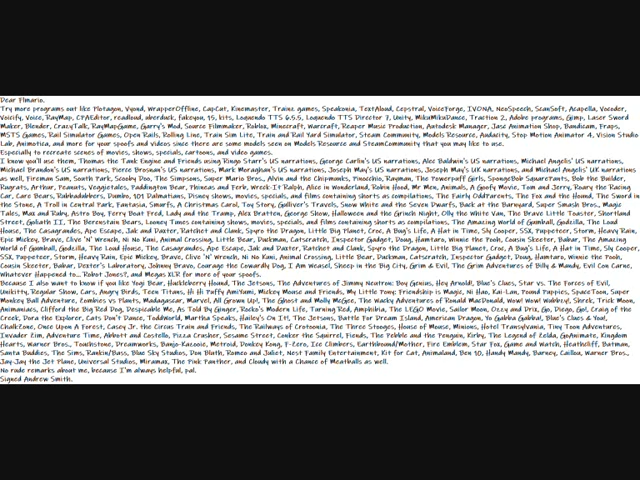 Dear Elmario.
Try more programs out like Plotagon, Vyond, WrapperOffline, CapCut, Kinemaster, Trainz games, Speakonia, TextAloud, Cepstral, VoiceForge, IVONA, NeoSpeech, ScanSoft, Acapela, Voceder,
Voicify, Voice, RayMap, CPAEditor, readloud, uberduck, fakeyou, 15, kits, Loquendo TTS 6.5.5, Loquendo TTS Director 7, Unity, MikuMikuDance, Traction 2, Adobe programs, Gimp, Laser Sword
Maker, Blender, CrazyTalk, RayMapGame, Garry's Mod, Source Filmmaker, Roblox, Minecraft, Warcraft, Reaper Music Production, Autodesk Manager, Jasc Animation Shop, Bandicam, Fraps,
MSTS Games, Rail Simulator Games, Open Rails, Rolling Line, Train Sim Lite, Train and Rail Yard Simulator, Steam Community, Models Resource, Audacity, Stop Motion Animator 4, Visson Studio
Lab, Animotica, and more for your spoofs and videos since there are some models seen on Models Resource and SteamCommunity that you may like to use.
Especially to recreate scenes of movies, shows, specials, cartoons, and video games.
I know you'll use them, Thomas the Tank Engine and Friends using Ringo Starr's US narrations, George Carlin's US narrations, Alec Baldwin's US narrations, Michael Angelis' US narrations,
Michael Brandon's US narrations, Pierce Brosnan's US narrations, Mark Moraghan's US narrations, Joseph May's US narrations, Joseph May's UK narrations, and Michael Angelis' UK narrations
as well, Fireman Sam, South Park, Scooby Doo, The Simpsons, Super Mario Bros., Alvin and the Chipmunks, Pinocchio, Rayman, The Powerpuff Girls, SpongeBob SquarePants, Bob the Builder,
Rugrats, Arthur, Peanuts, Veggietales, Paddington Bear, Phineas and Ferb, Wreck-It Ralph, Alice in Wonderland, Robin Hood, Mr Men, Animals, A Goofy Movie, Tom and Jerry, Roary the Racing
Car, Care Bears, Rabbadabbers, Dumbo, 101 Dalmatians, Disney shows, movies, specials, and films containing shorts as compilations, The Fairly OddParents, The Fox and the Hound, The Sword in
the Stone, A Troll in Central Park, Fantasia, Smurfs, A Christmas Carol, Toy Story, Gulliver's Travels, Snow White and the Seven Dwarfs, Back at the Barnyard, Super Smash Bros., Magic
Tales, Max and Ruby, Astro Boy, Ferry Boat Fred, Lady and the Tramp, Alex Bratten, George Show, Halloween and the Grinch Night, Olly the White Van, The Brave Little Toaster, Shortland
Street, Goliath II, The Berenstain Bears, Looney Tunes containing shows, movies, specials, and films containing shorts as compilations, The Amazing World of Gumball, Godzilla, The Loud
House, The Casagrandes, Ape Escape, Jak and Daxter, Ratchet and Clank, Spyro the Dragon, Little Big Planet, Croc, A Bug's Life, A Hat in Time, Sly Cooper, SSX, Puppeteer, Storm, Heavy Rain,
Epic Mickey, Brave, Clive 'N' Wrench, Ni No Kuni, Animal Crossing, Little Bear, Duckman, Catscratch, Inspector Gadget, Doug, Hamtaro, Winnie the Pooh, Cousin Skeeter, Babar, The Amazing
World of Gumball, Godzilla, The Loud House, The Casagrandes, Ape Escape, Jak and Daxter, Ratchet and Clank, Spyro the Dragon, Little Big Planet, Croc, A Bug's Life, A Hat in Time, Sly Cooper,
SSX, Puppeteer, Storm, Heavy Rain, Epic Mickey, Brave, Clive 'N' Wrench, Ni No Kuni, Animal Crossing, Little Bear, Duckman, Catscratch, Inspector Gadget, Doug, Hamtaro, Winnie the Pooh,
Cousin Skeeter, Babar, Dexter's Laboratory, Johnny Bravo, Courage the Cowardly Dog, I Am Weasel, Sheep in the Big City, Grim & Evil, The Grim Adventures of Billy & Mandy, Evil Con Carne,
Whatever Happened to... Robot Jones?, and Megas XLR for more of your spoofs.
Because I also want to know if you like Yogi Bear, Huckleberry Hound, The Jetsons, The Adventures of Jimmy Neutron: Boy Genius, Hey Arnold!, Blue's Clues, Star vs. The Forces of Evil,
Unikitty, Regular Show, Cars, Angry Birds, Teen Titans, Hi Hi Puffy AmiYumi, Mickey Mouse and Friends, My Little Pony: Friendship is Magic, Ni Hao, Kai-Lan, Pound Puppies, SpaceToon, Super
Monkey Ball Adventure, Zombies vs Plants, Madagascar, Marvel, All Grown Up!, The Ghost and Molly McGee, The Wacky Adventures of Ronald MacDonald, Wow! Wow! Wubbzy!, Shrek, Trick Moon,
Animaniacs, Clifford the Big Red Dog, Despicable Me, As Told By Ginger, Rocko's Modern Life, Turning Red, Amphibia, The LEGO Movie, Sailor Moon, Ozzy and Drix, Go, Diego, Go!, Craig of the
Creek, Dora the Explorer, Cats Don't Dance, ToddWorld, Martha Speaks, Hailey's On It!, The Jetsons, Battle For Dream Island, American Dragon, Yo Gabba Gabba!, Blue's Clues & You!,
ChalkZone, Once Upon A Forest, Casey Jr. the Circus Train and Friends, The Railways of Crotoonia, The Three Stooges, House of Mouse, Minions, Hotel Transylvania, Tiny Toon Adventures,
Invader Zim, Adventure Time, Abbott and Costello, Pizza Crusher, Sesame Street, Conker the Squirrel, Fiends, The Pebble and the Penguin, Kirby, The Legend of Zelda, GoAnimate, Kingdom
Hearts, Warner Bros., Touchstone, Dreamworks, Banjo-Kazooie, Metroid, Donkey Kong, F-Zero, Ice Climbers, Earthbound/Mother, Fire Emblem, Star Fox, Game and Watch, Heathcliff, Batman,
Santa Buddies, The Sims, Rankin/Bass, Blue Sky Studios, Don Bluth, Romeo and Juliet, Nest Family Entertainment, Kit for Cat, Animaland, Ben 10, Handy Mandy, Barney, Caillou, Warner Bros.,
Jay Jay the Jet Plane, Universal Studios, Miramax, The Pink Panther, and Cloudy with a Chance of Meatballs as well.
No rude remarks about me, because I'm always helpful, pal.
Signed Andrew Smith.